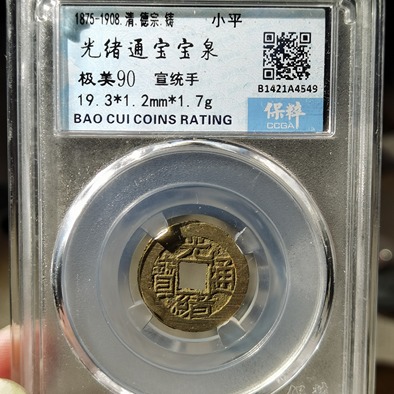 1875-1908.清.德宗.铸 小平
光绪通宝宝泉
极美90 宣统手
B1421A4549
19.3*1.2mm*1.7g
保粹
CCGA
BAO CUI COINS RATING
光緒通寶